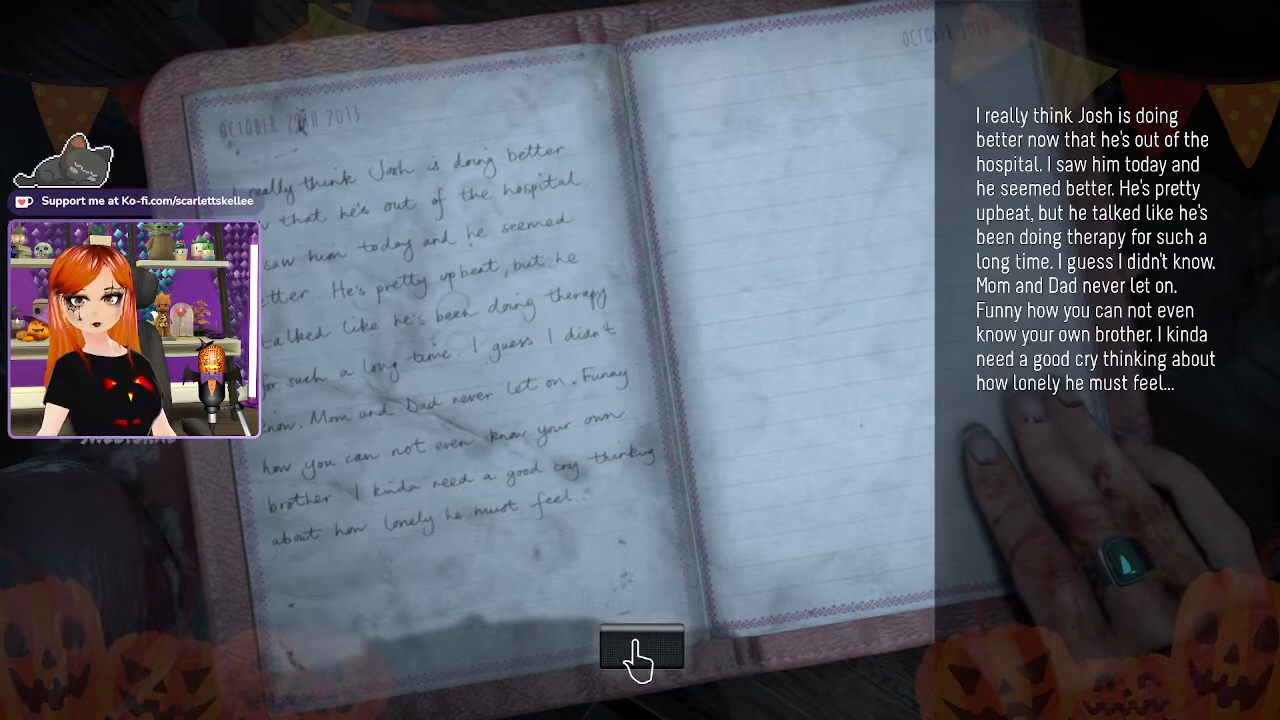 OCTOBER 29TH 2013
OCTOBER
really think Josh is doing better
that he's out of the hospital.
saw him today and he seemed
etter. He's pretty upbeat, but he
talked like he's been doing therapy
for such a long time. I guess I didn't
know. Mom and Dad never let on. Funny
how you can not even know your own
brother. I kinda need a good cry thinking
about how lonely he must feel...
I really think Josh is doing
better now that he's out of the
hospital. I saw him today and
he seemed better. He's pretty
upbeat, but he talked like he's
been doing therapy for such a
long time. I guess I didn't know.
Mom and Dad never let on.
Funny how you can not even
know your own brother. I kinda
need a good cry thinking about
how lonely he must feel...
Support me at Ko-fi.com/scarlettskellee